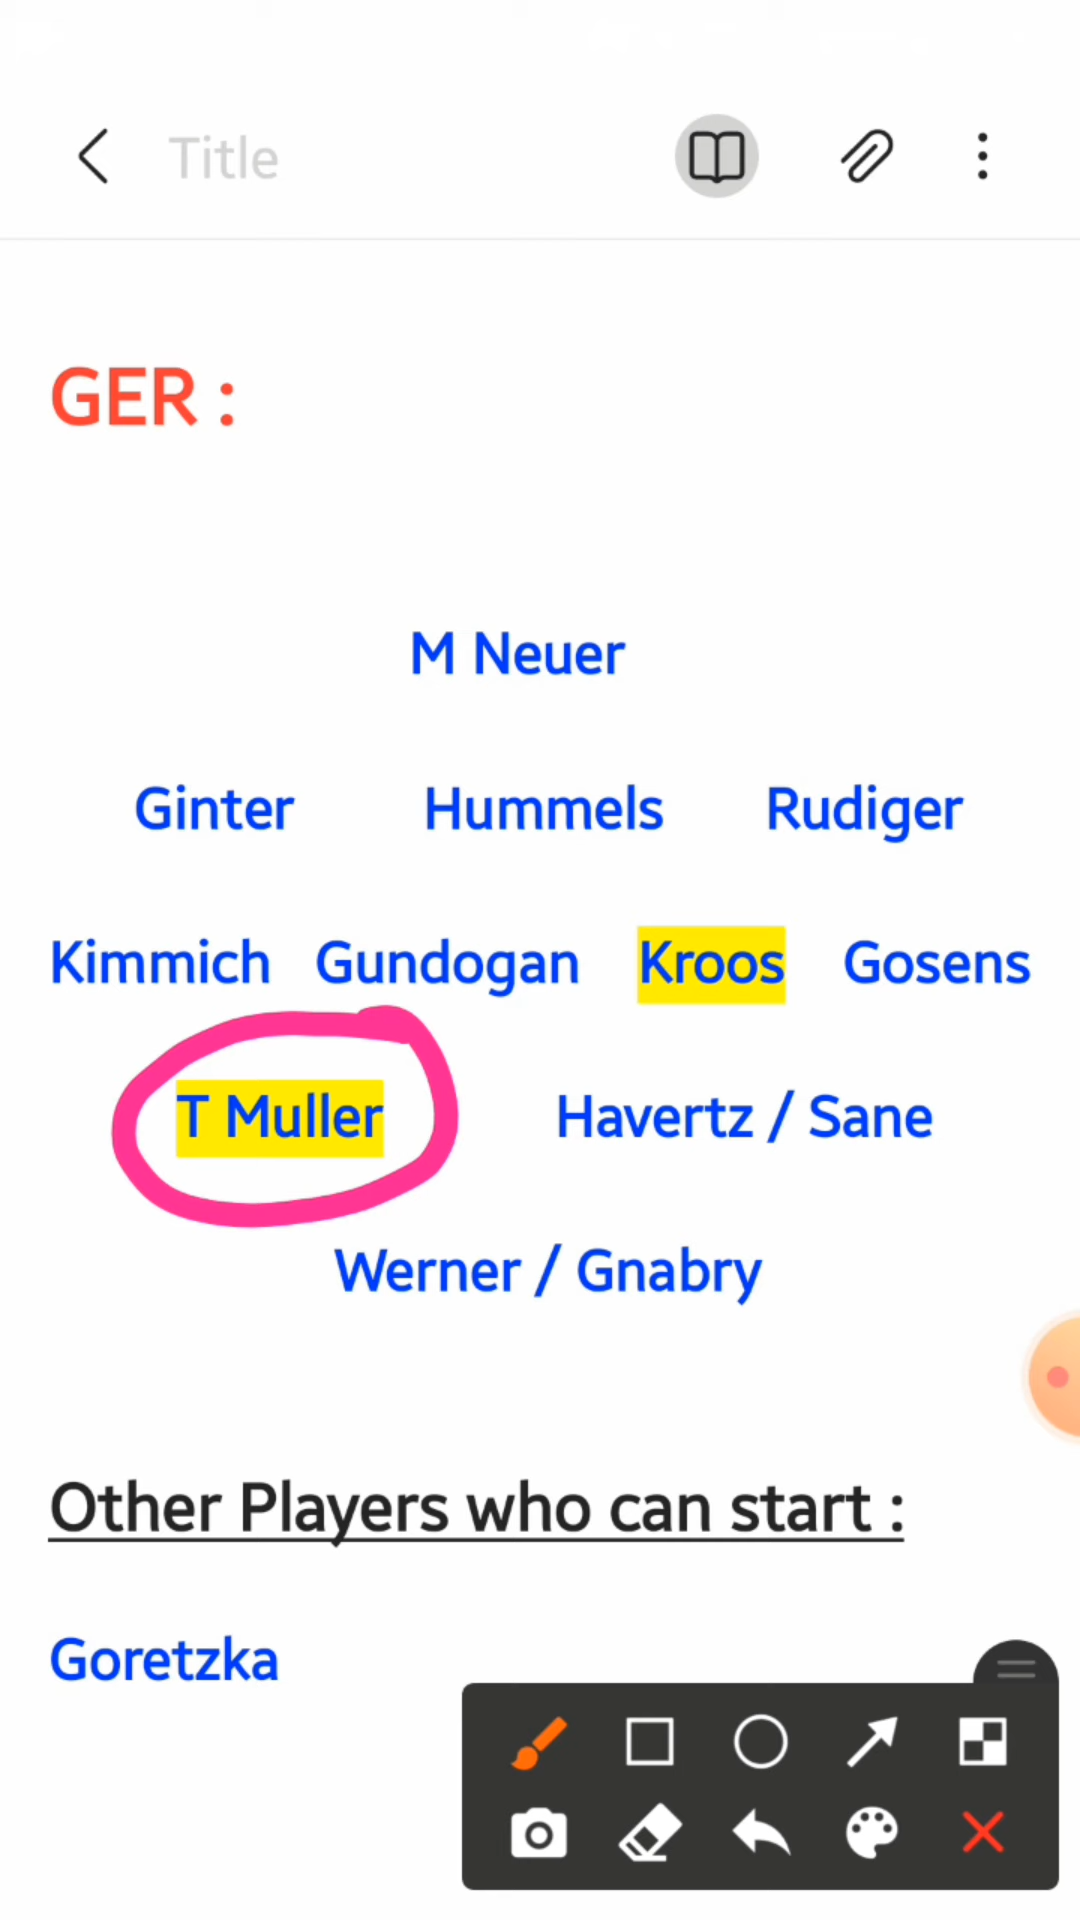 Title
GER :
M Neuer
Ginter Hummels Rudiger
Kimmich Gundogan Kroos Gosens
T Muller Havertz / Sane
Werner / Gnabry
Other Players who can start :
Goretzka